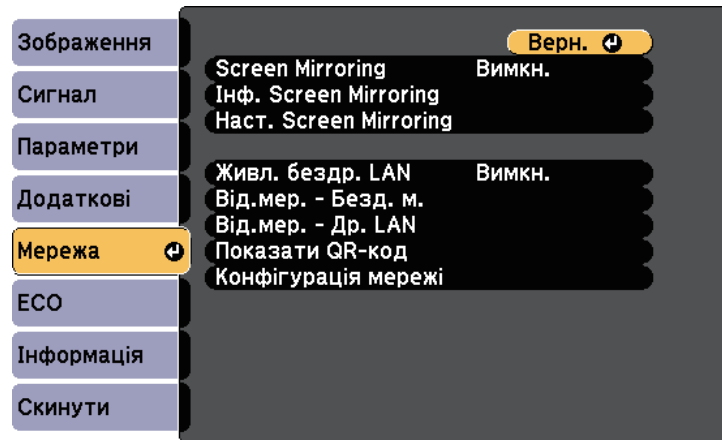 Зображення
Сигнал
Параметри
Додаткові
Мережа
ECO
Інформація
Скинути
Верн.
Screen Mirroring Вимкн.
Інф. Screen Mirroring
Наст. Screen Mirroring
Живл. бездр. LAN Вимкн.
Від.мер. - Безд. м.
Від.мер. - Др. LAN
Показати QR-код
Конфігурація мережі